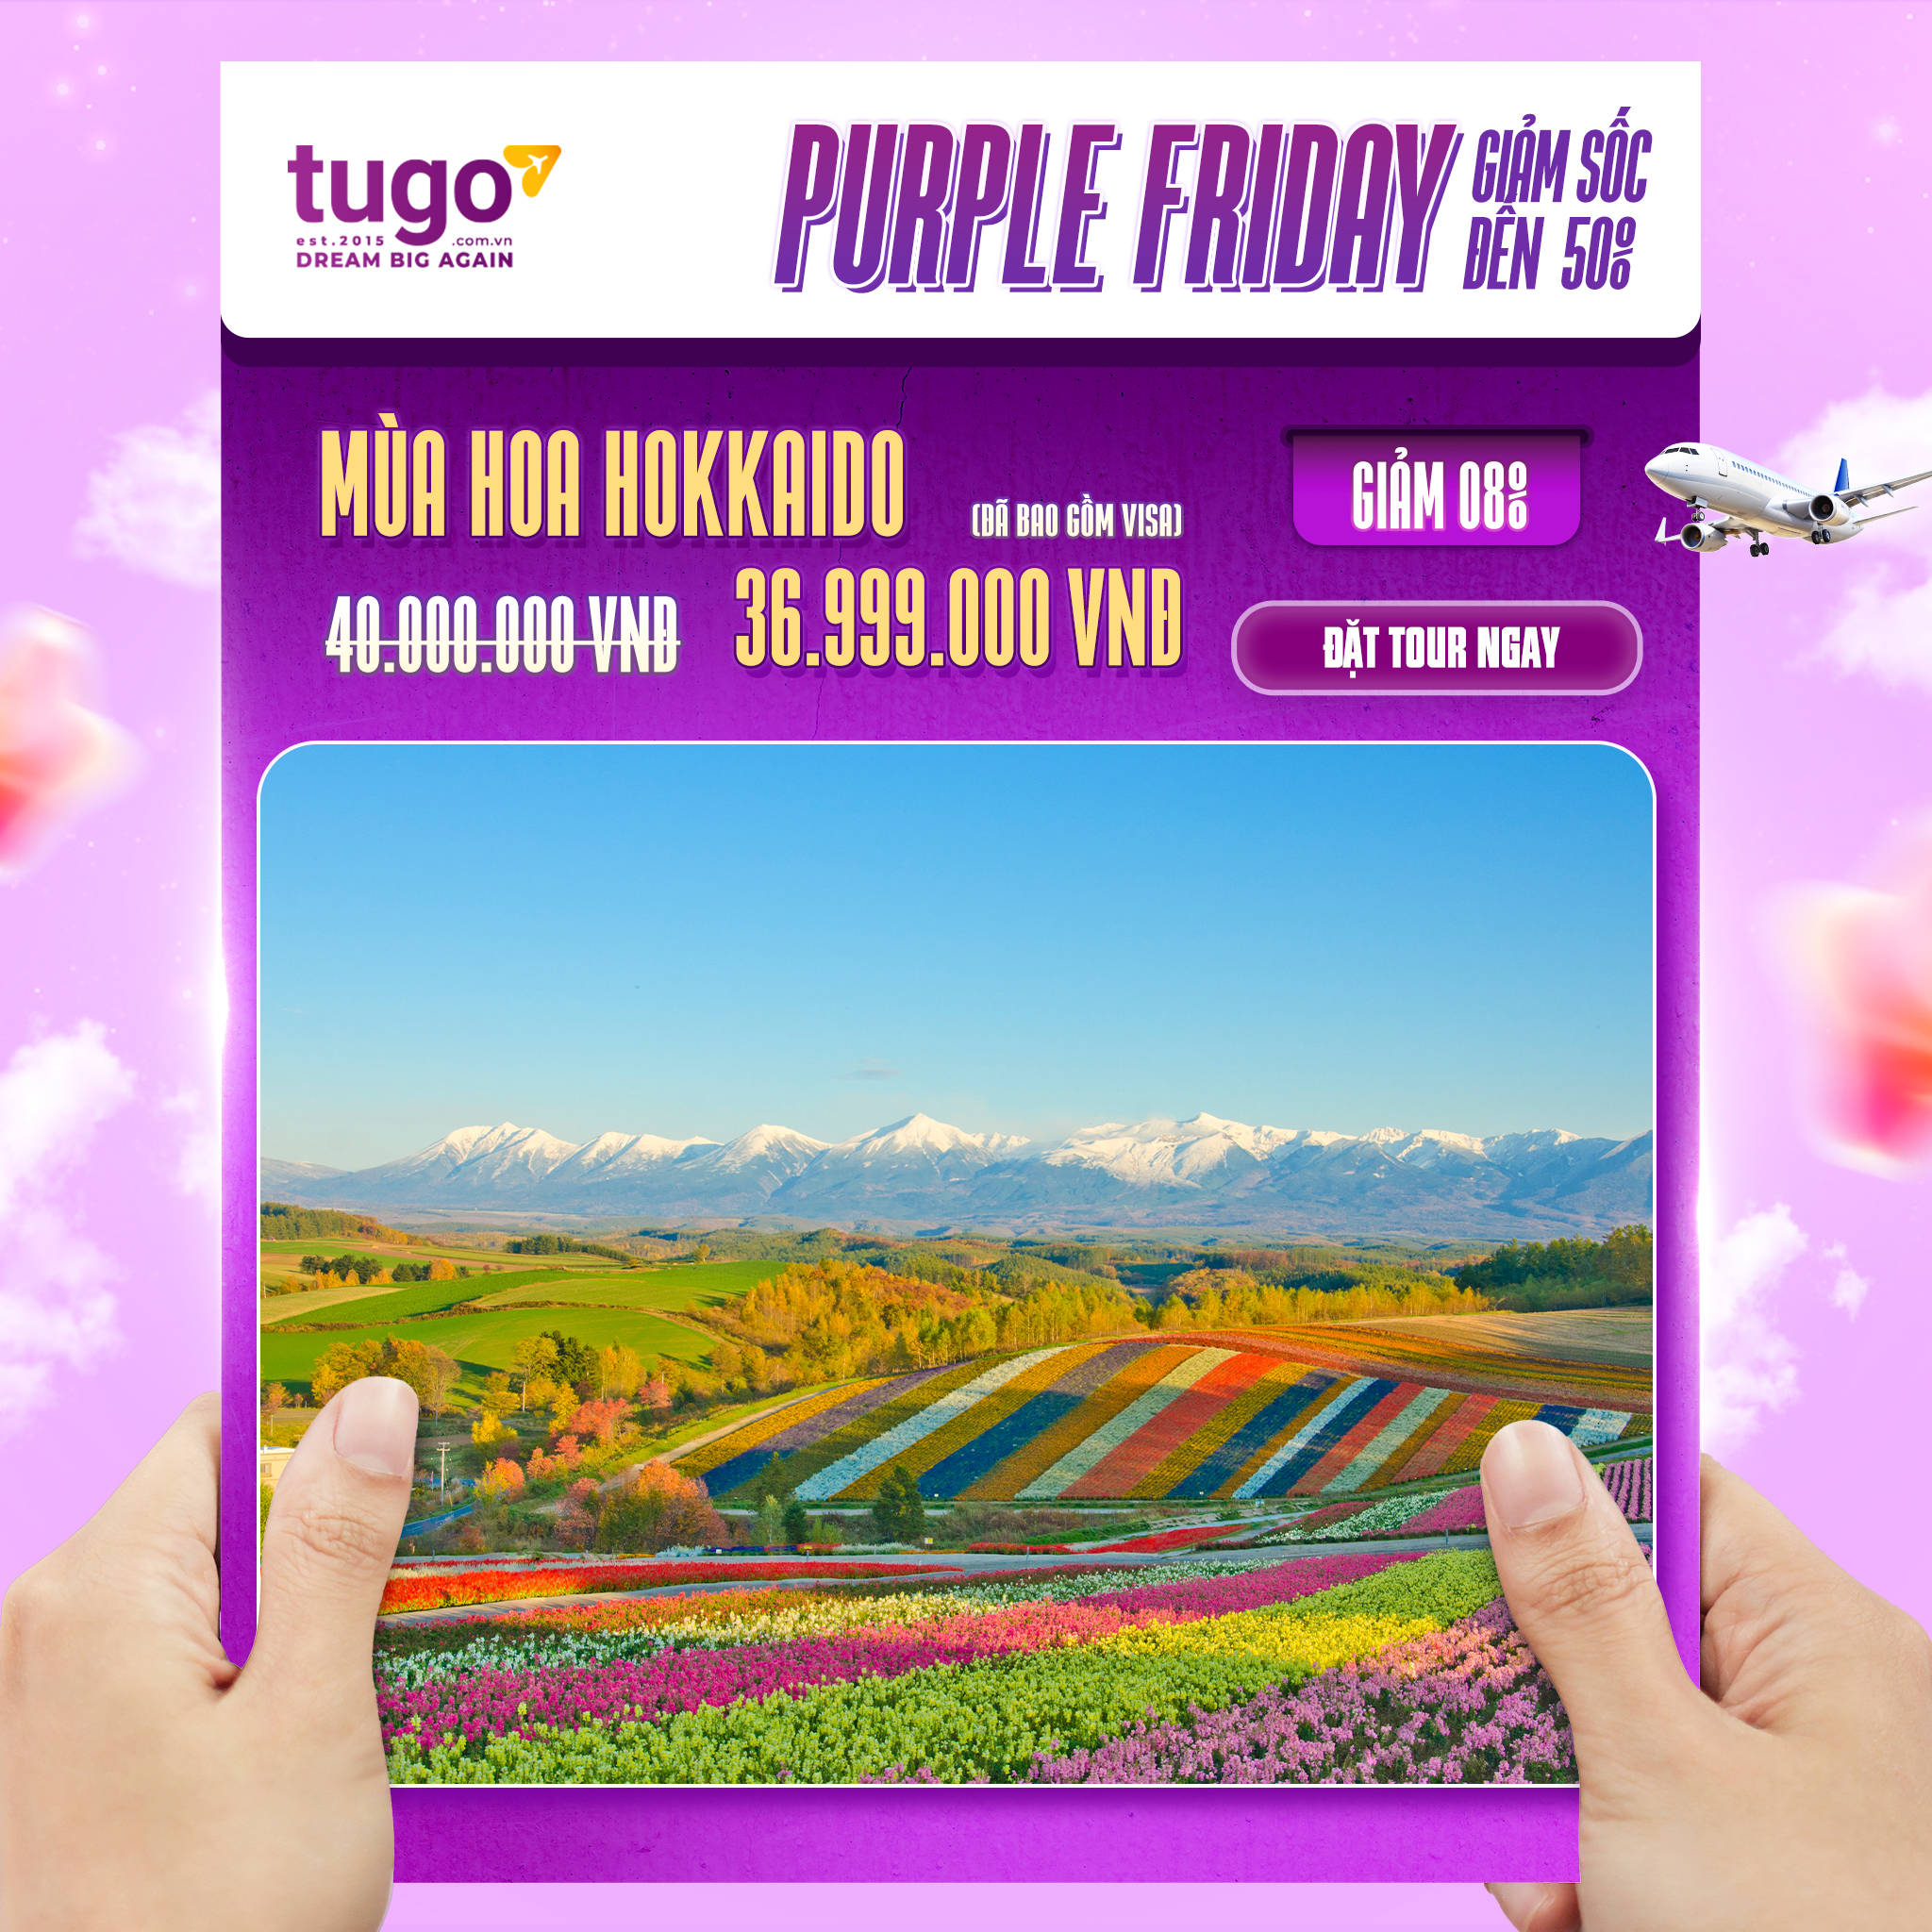 tugo
est.2015 .com.vn
DREAM BIG AGAIN
PURPLE FRIDAY
GIẢM SỐC
ĐẾN 50%
MÙA HOA HOKKAIDO
(ĐÃ BAO GỒM VISA)
GIẢM 08%
40.000.000 VNĐ
36.999.000 VNĐ
ĐẶT TOUR NGAY